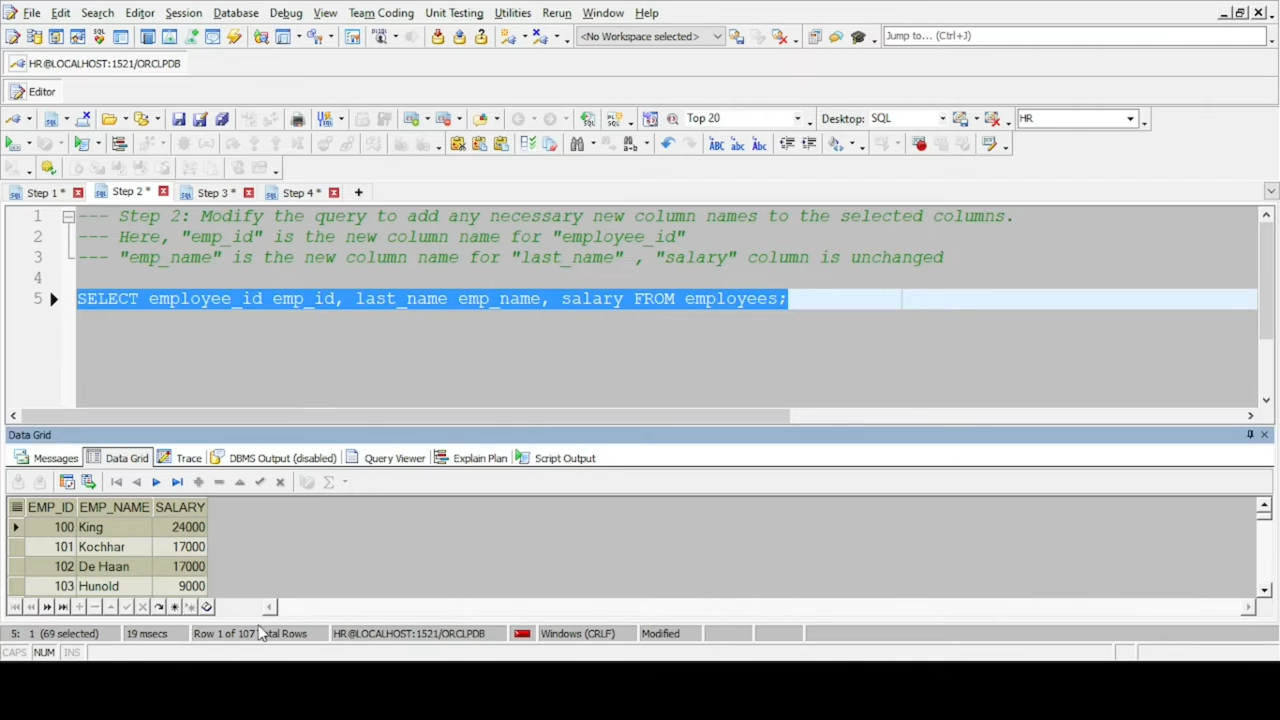 File Edit Search Editor Session Database Debug View Team Coding Unit Testing Utilities Rerun Window Help
<No Workspace selected> Jump to... (Ctrl+J)
HR@LOCALHOST:1521/ORCLPDB
Editor
Top 20 Desktop: SQL HR
Step 1 * Step 2 * Step 3 * Step 4 * +
1 --- Step 2: Modify the query to add any necessary new column names to the selected columns.
2 --- Here, "emp_id" is the new column name for "employee_id"
3 --- "emp_name" is the new column name for "last_name" , "salary" column is unchanged
4
5 SELECT employee_id emp_id, last_name emp_name, salary FROM employees;
Data Grid
Messages Data Grid Trace DBMS Output (disabled) Query Viewer Explain Plan Script Output
EMP_ID EMP_NAME SALARY
100 King 24000
101 Kochhar 17000
102 De Haan 17000
103 Hunold 9000
5: 1 (69 selected) 19 msecs Row 1 of 107 total Rows HR@LOCALHOST:1521/ORCLPDB Windows (CRLF) Modified
CAPS NUM INS